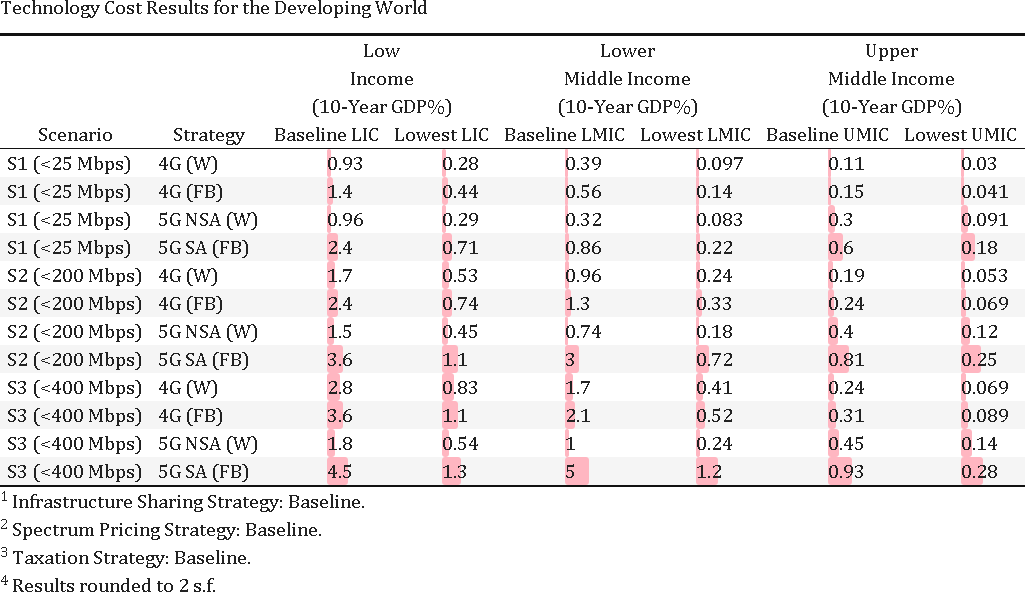 Technology Cost Results for the Developing World
Low Lower Upper
Income Middle Income Middle Income
(10-Year GDP%) (10-Year GDP%) (10-Year GDP%)
Scenario Strategy Baseline LIC Lowest LIC Baseline LMIC Lowest LMIC Baseline UMIC Lowest UMIC
S1 (<25 Mbps) 4G (W) 0.93 0.28 0.39 0.097 0.11 0.03
S1 (<25 Mbps) 4G (FB) 1.4 0.44 0.56 0.14 0.15 0.041
S1 (<25 Mbps) 5G NSA (W) 0.96 0.29 0.32 0.083 0.3 0.091
S1 (<25 Mbps) 5G SA (FB) 2.4 0.71 0.86 0.22 0.6 0.18
S2 (<200 Mbps) 4G (W) 1.7 0.53 0.96 0.24 0.19 0.053
S2 (<200 Mbps) 4G (FB) 2.4 0.74 1.3 0.33 0.24 0.069
S2 (<200 Mbps) 5G NSA (W) 1.5 0.45 0.74 0.18 0.4 0.12
S2 (<200 Mbps) 5G SA (FB) 3.6 1.1 3 0.72 0.81 0.25
S3 (<400 Mbps) 4G (W) 2.8 0.83 1.7 0.41 0.24 0.069
S3 (<400 Mbps) 4G (FB) 3.6 1.1 2.1 0.52 0.31 0.089
S3 (<400 Mbps) 5G NSA (W) 1.8 0.54 1 0.24 0.45 0.14
S3 (<400 Mbps) 5G SA (FB) 4.5 1.3 5 1.2 0.93 0.28
1 Infrastructure Sharing Strategy: Baseline.
2 Spectrum Pricing Strategy: Baseline.
3 Taxation Strategy: Baseline.
4 Results rounded to 2 s.f.